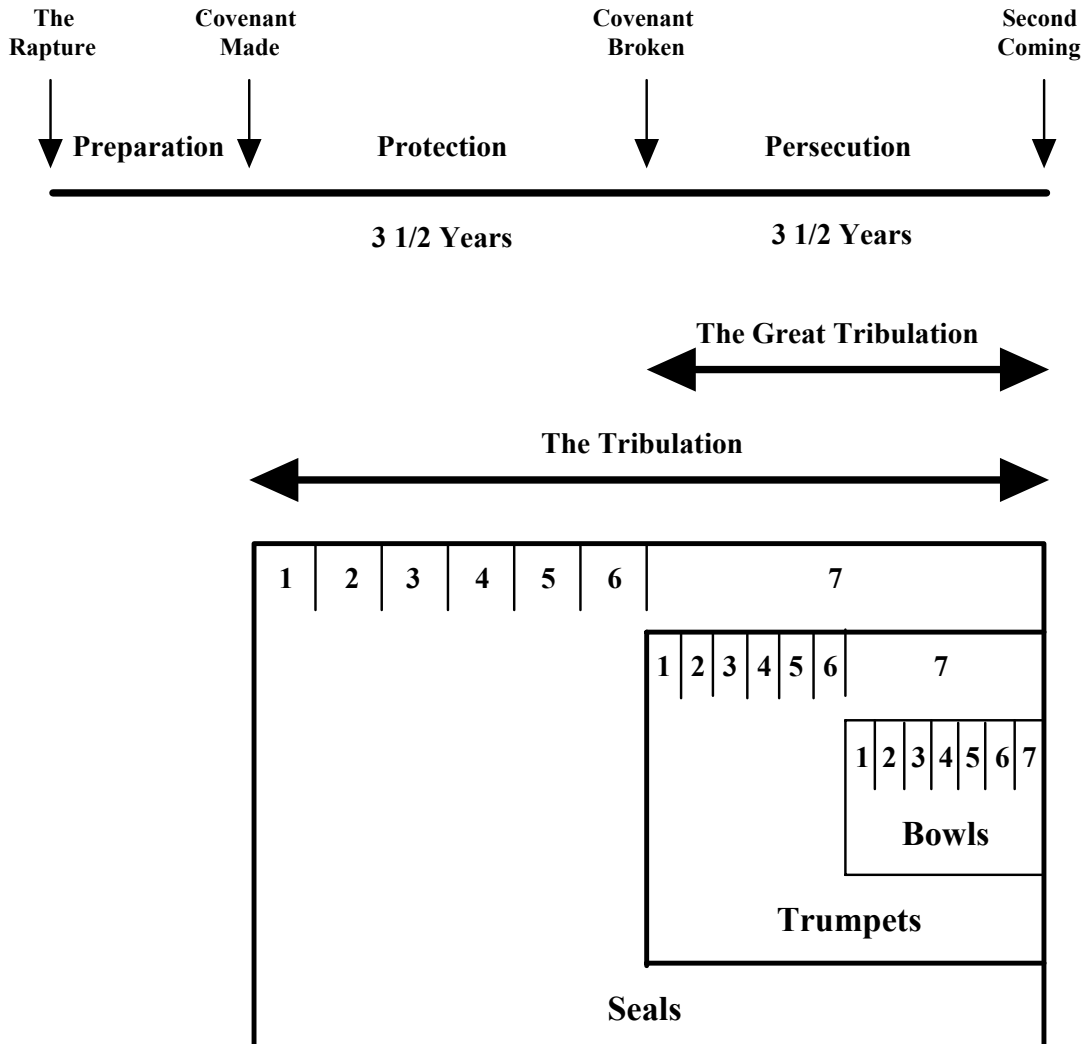 The Rapture
Covenant Made
Covenant Broken
Second Coming
Preparation
Protection
Persecution
3 1/2 Years
3 1/2 Years
The Great Tribulation
The Tribulation
1 2 3 4 5 6 7
1 2 3 4 5 6 7
1 2 3 4 5 6 7
Bowls
Trumpets
Seals